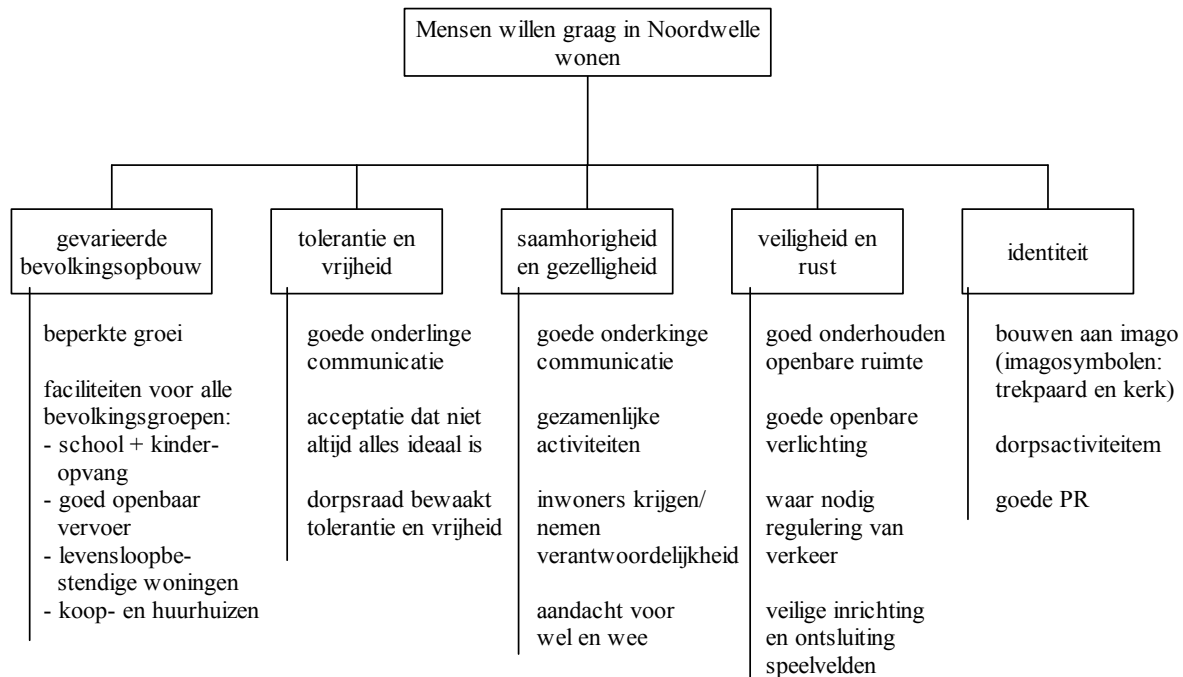 Mensen willen graag in Noordwelle
wonen
gevarieerde
bevolkingsopbouw
beperkte groei
faciliteiten voor alle
bevolkingsgroepen:
- school + kinder-
opvang
- goed openbaar
vervoer
- levensloopbe-
stendige woningen
- koop- en huurhuizen
tolerantie en
vrijheid
goede onderlinge
communicatie
acceptatie dat niet
altijd alles ideaal is
dorpsraad bewaakt
tolerantie en vrijheid
saamhorigheid
en gezelligheid
goede onderkinge
communicatie
gezamenlijke
activiteiten
inwoners krijgen/
nemen
verantwoordelijkheid
aandacht voor
wel en wee
veiligheid en
rust
goed onderhouden
openbare ruimte
goede openbare
verlichting
waar nodig
regulering van
verkeer
veilige inrichting
en ontsluiting
speelvelden
identiteit
bouwen aan imago
(imagosymbolen:
trekpaard en kerk)
dorpsactiviteitem
goede PR